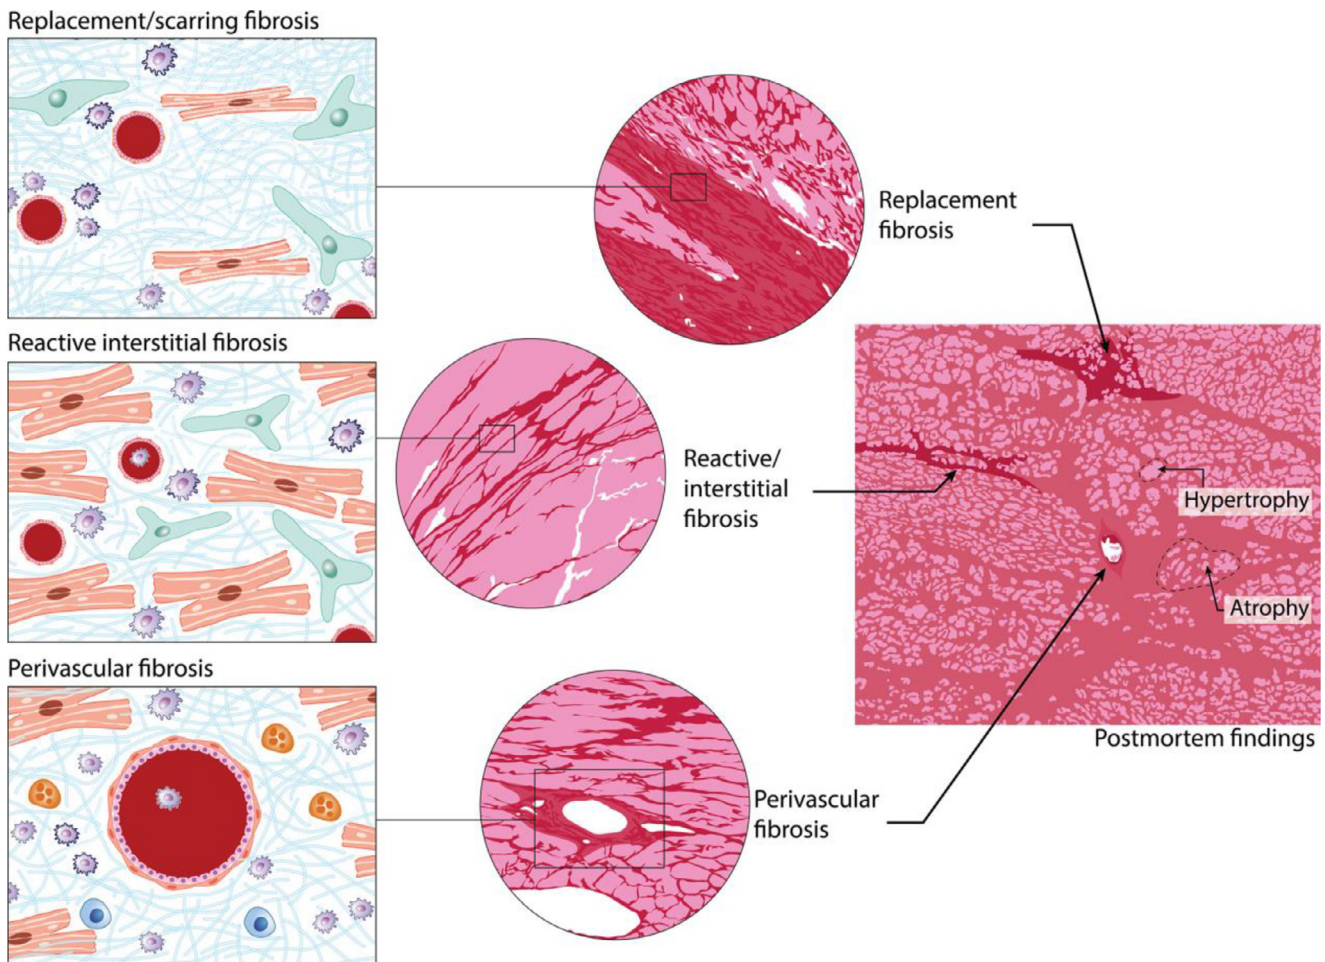 Replacement/scarring fibrosis
Replacement
fibrosis
Reactive interstitial fibrosis
Reactive/
interstitial
fibrosis
Hypertrophy
Atrophy
Postmortem findings
Perivascular fibrosis
Perivascular
fibrosis